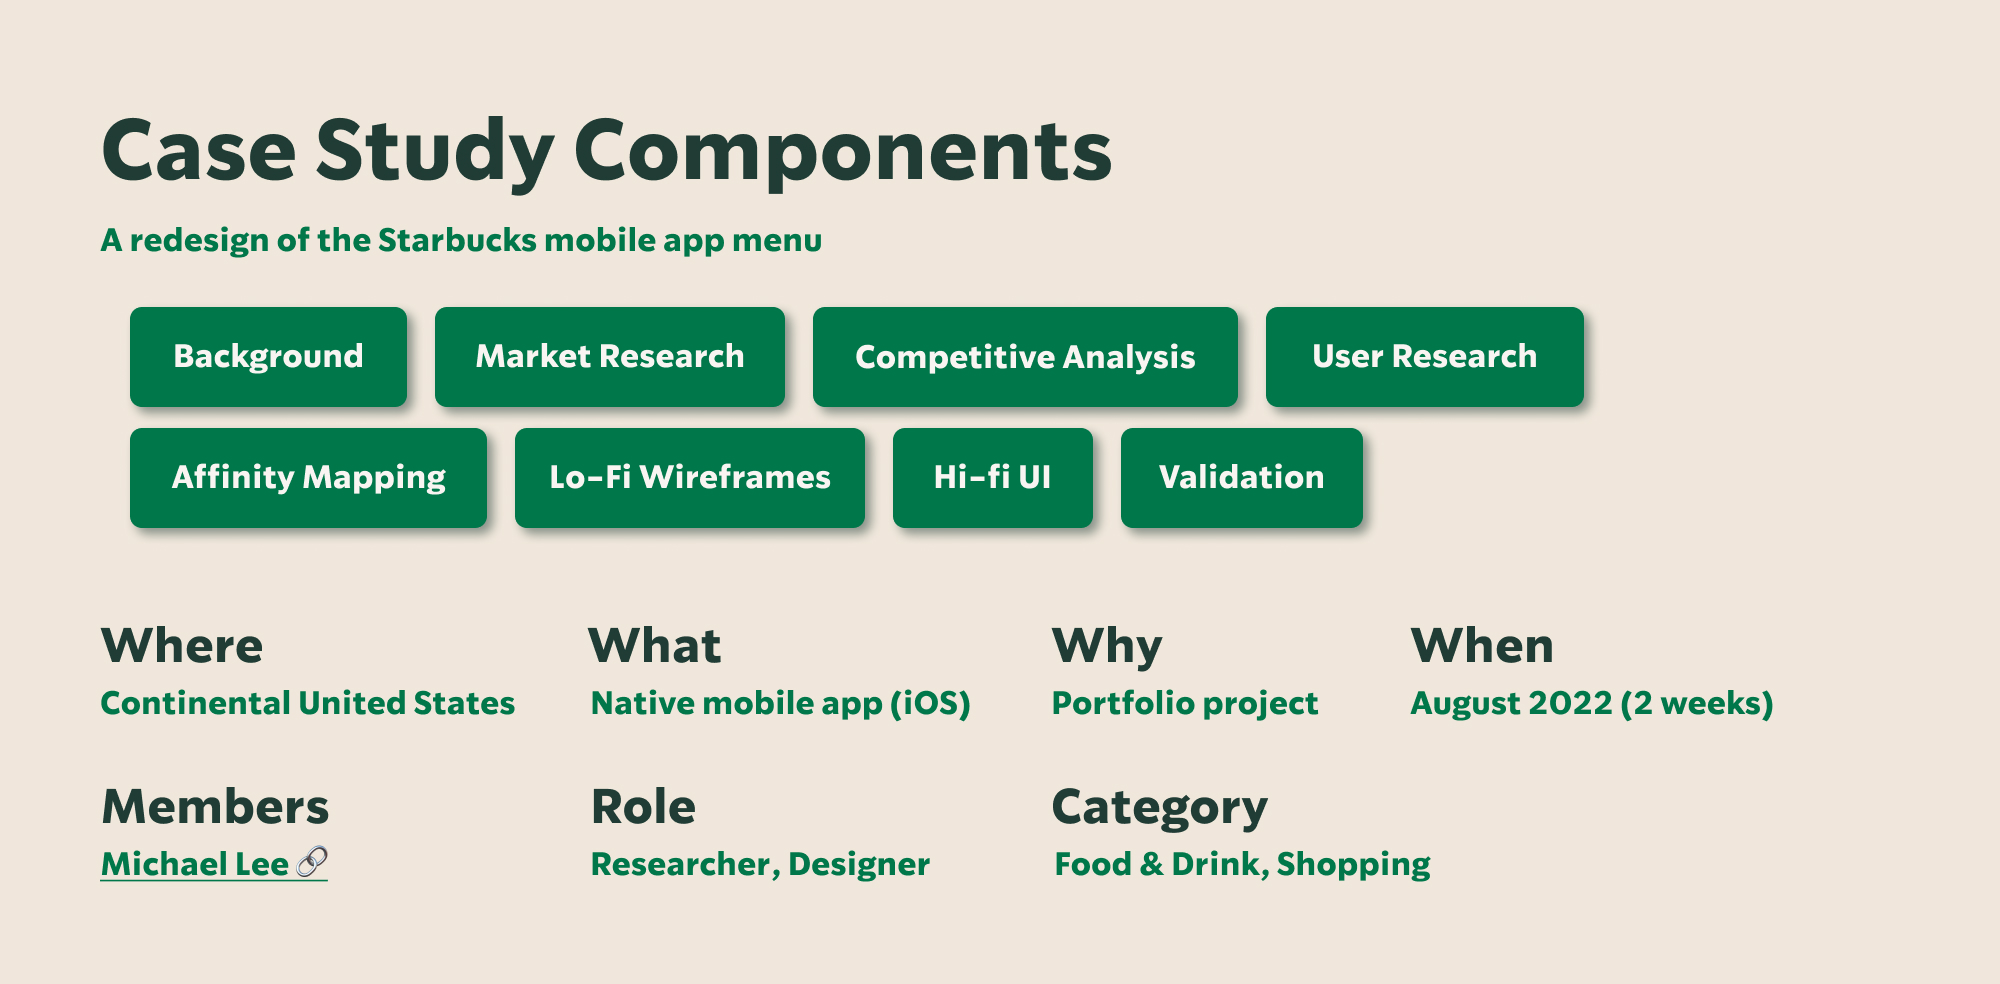 Case Study Components
A redesign of the Starbucks mobile app menu
Background
Market Research
Competitive Analysis
User Research
Affinity Mapping
Lo-Fi Wireframes
Hi-fi UI
Validation
Where
Continental United States
What
Native mobile app (iOS)
Why
Portfolio project
When
August 2022 (2 weeks)
Members
Michael Lee
Role
Researcher, Designer
Category
Food & Drink, Shopping